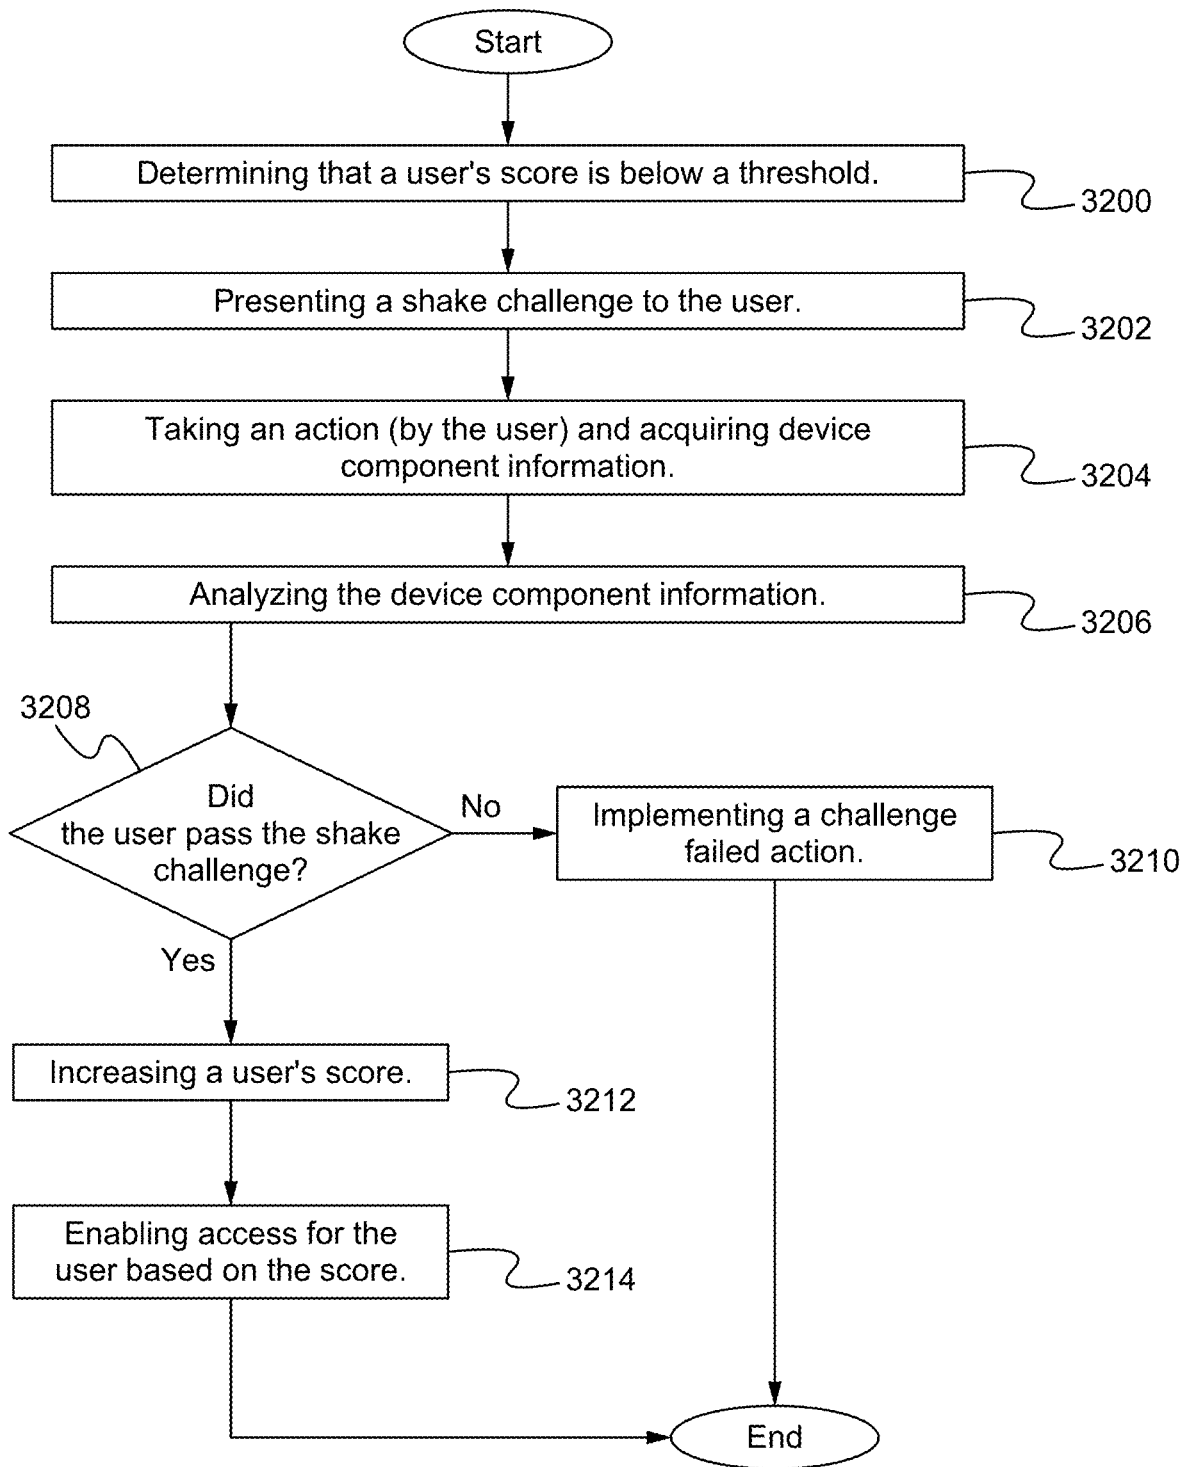 Start
Determining that a user's score is below a threshold.
3200
Presenting a shake challenge to the user.
3202
Taking an action (by the user) and acquiring device
component information.
3204
Analyzing the device component information.
3206
3208
Did
the user pass the shake
challenge?
No
Implementing a challenge
failed action.
3210
Yes
Increasing a user's score.
3212
Enabling access for the
user based on the score.
3214
End